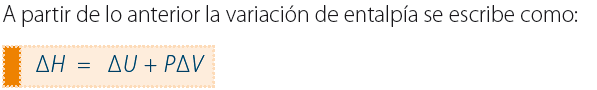 A partir de lo anterior la variación de entalpía se escribe como:
ΔH = ΔU + PΔV